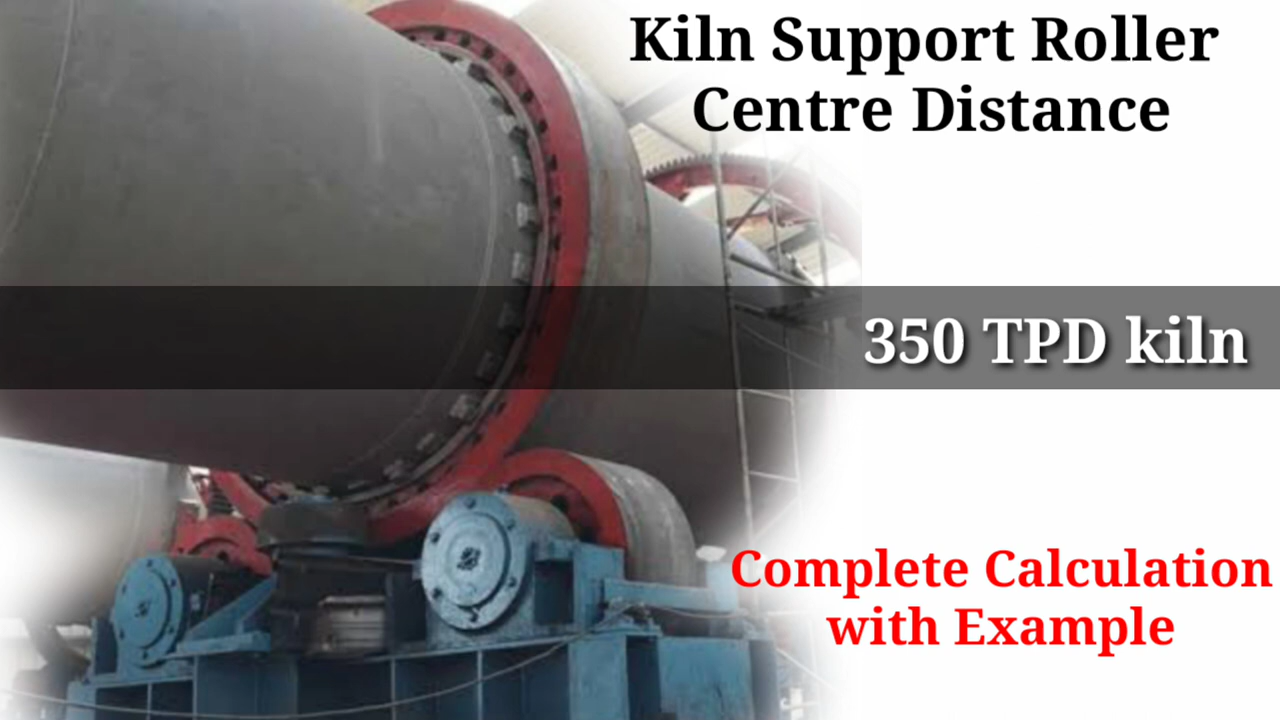 Kiln Support Roller
Centre Distance
350 TPD kiln
Complete Calculation
with Example